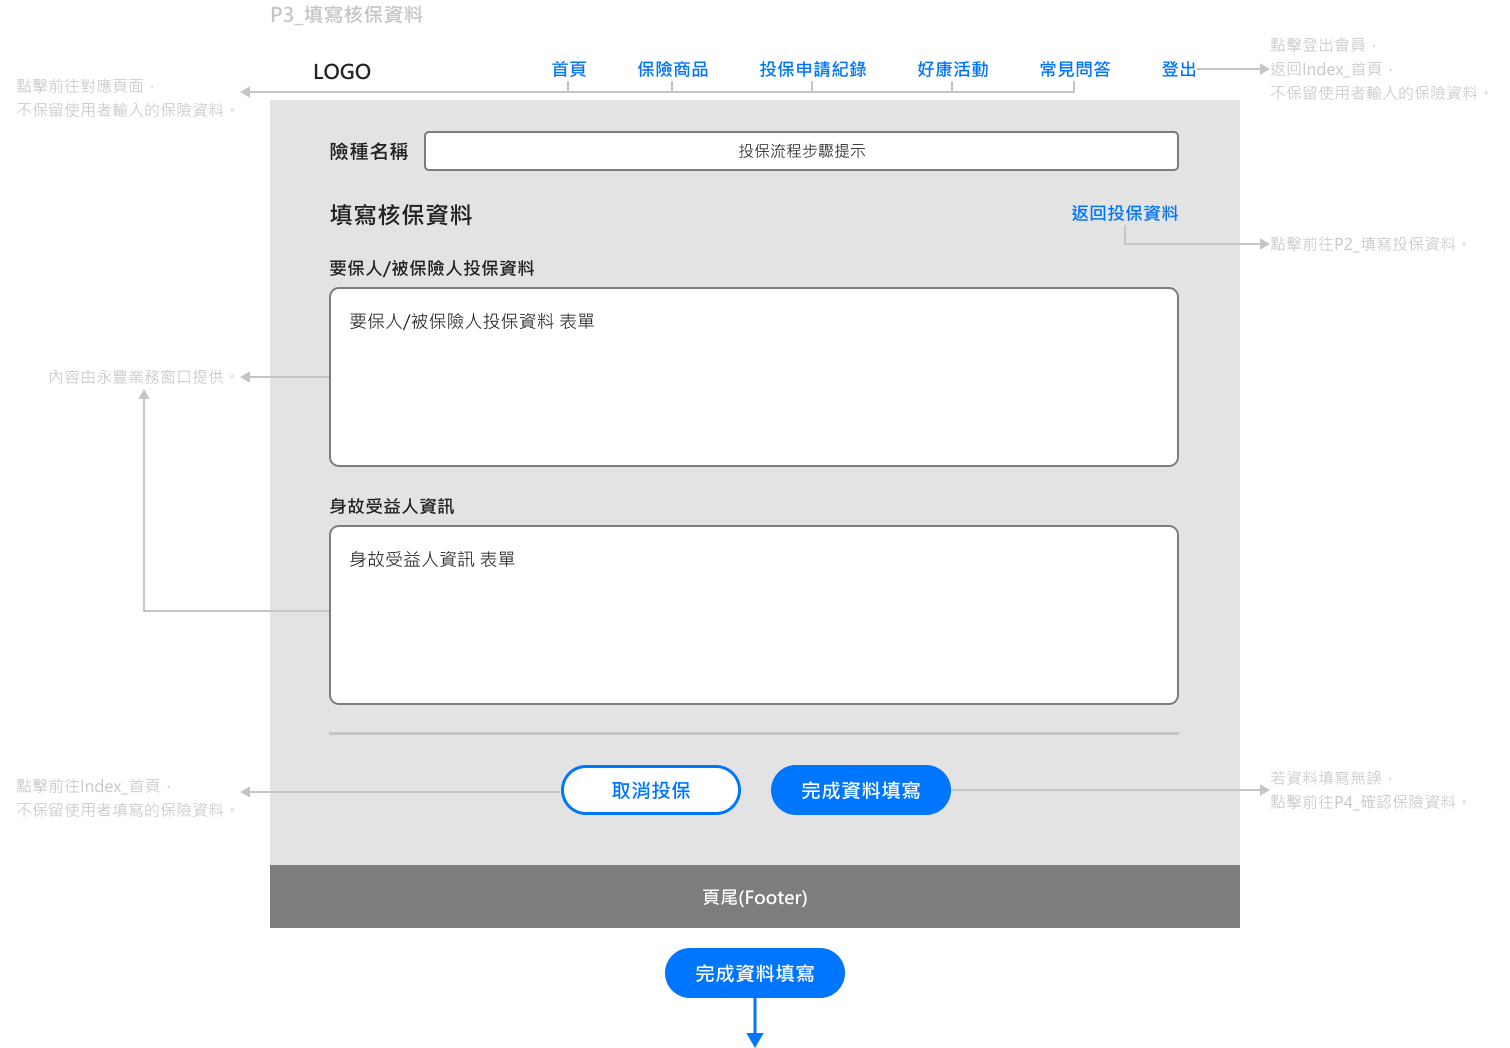 P3_填寫核保資料
LOGO
首頁
保險商品
投保申請紀錄
好康活動
常見問答
登出
點擊登出會員，
返回Index_首頁，
不保留使用者輸入的保險資料。
點擊前往對應頁面，
不保留使用者輸入的保險資料。
險種名稱
投保流程步驟提示
填寫核保資料
返回投保資料
點擊前往P2_填寫投保資料。
要保人/被保險人投保資料
要保人/被保險人投保資料 表單
內容由永豐業務窗口提供。
身故受益人資訊
身故受益人資訊 表單
點擊前往Index_首頁，
不保留使用者填寫的保險資料。
取消投保
完成資料填寫
若資料填寫無誤，
點擊前往P4_確認保險資料。
頁尾(Footer)
完成資料填寫